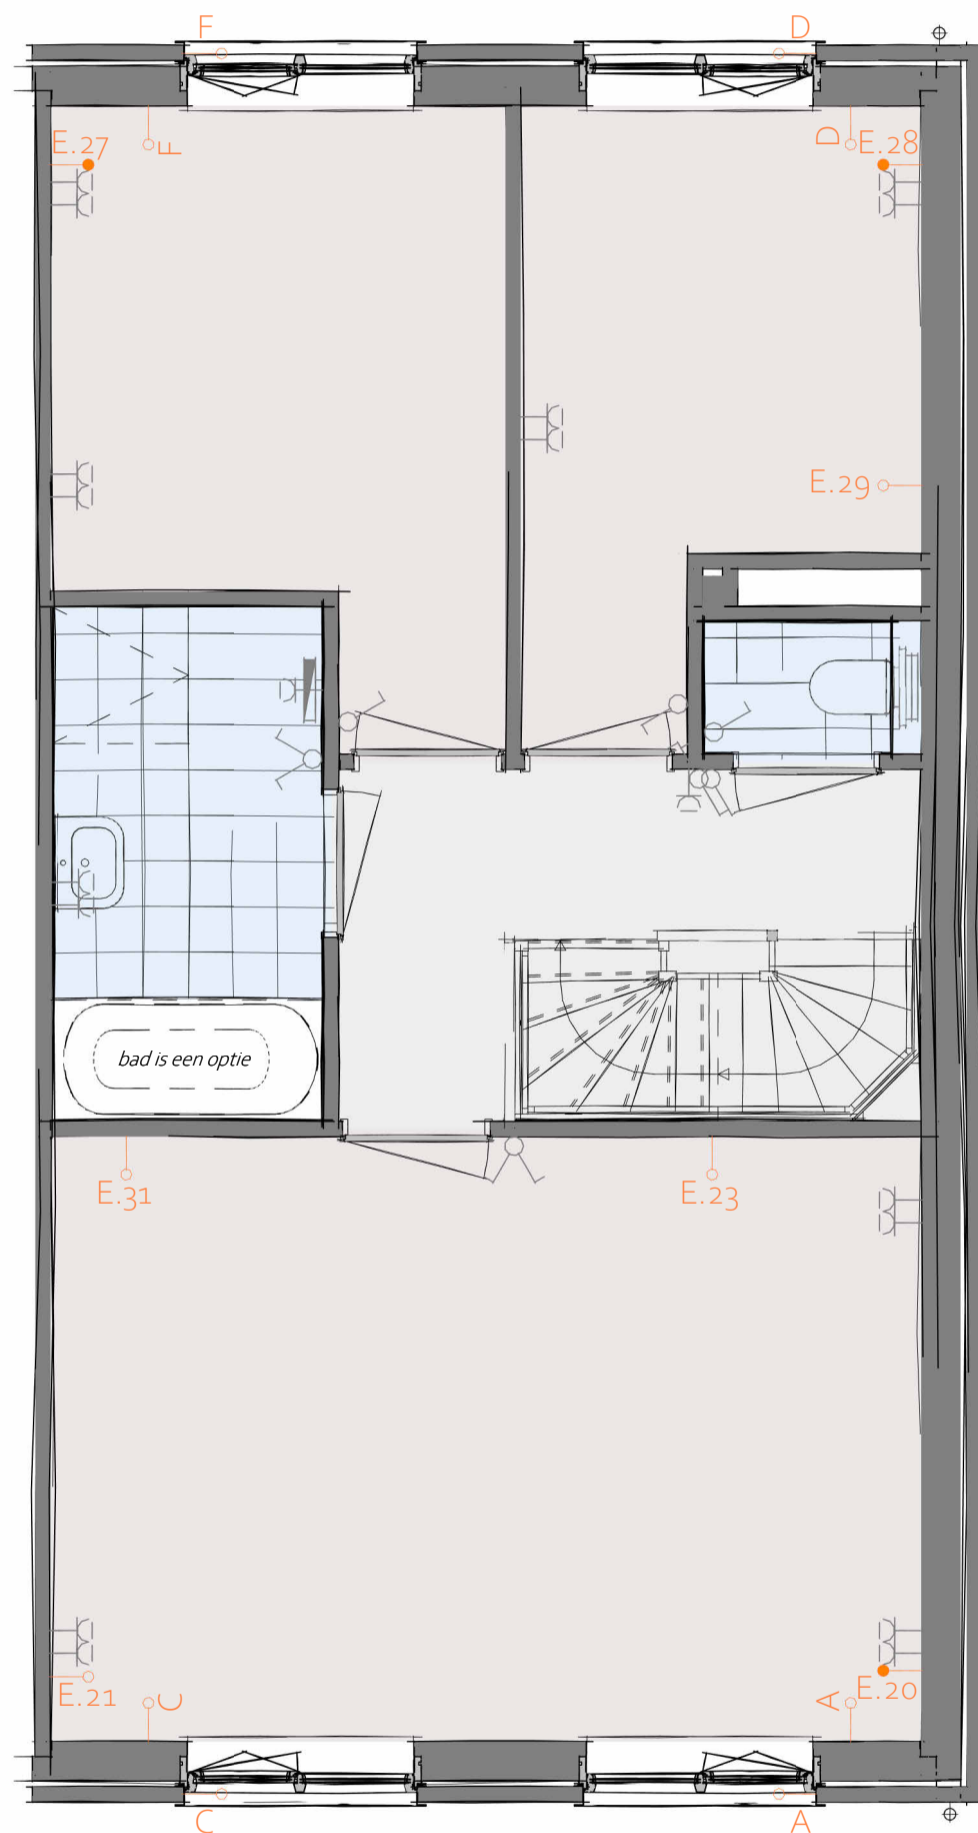 F D
E.27 F D E.28
E.29
bad is een optie
E.31 E.23
E.21 C A E.20
C A